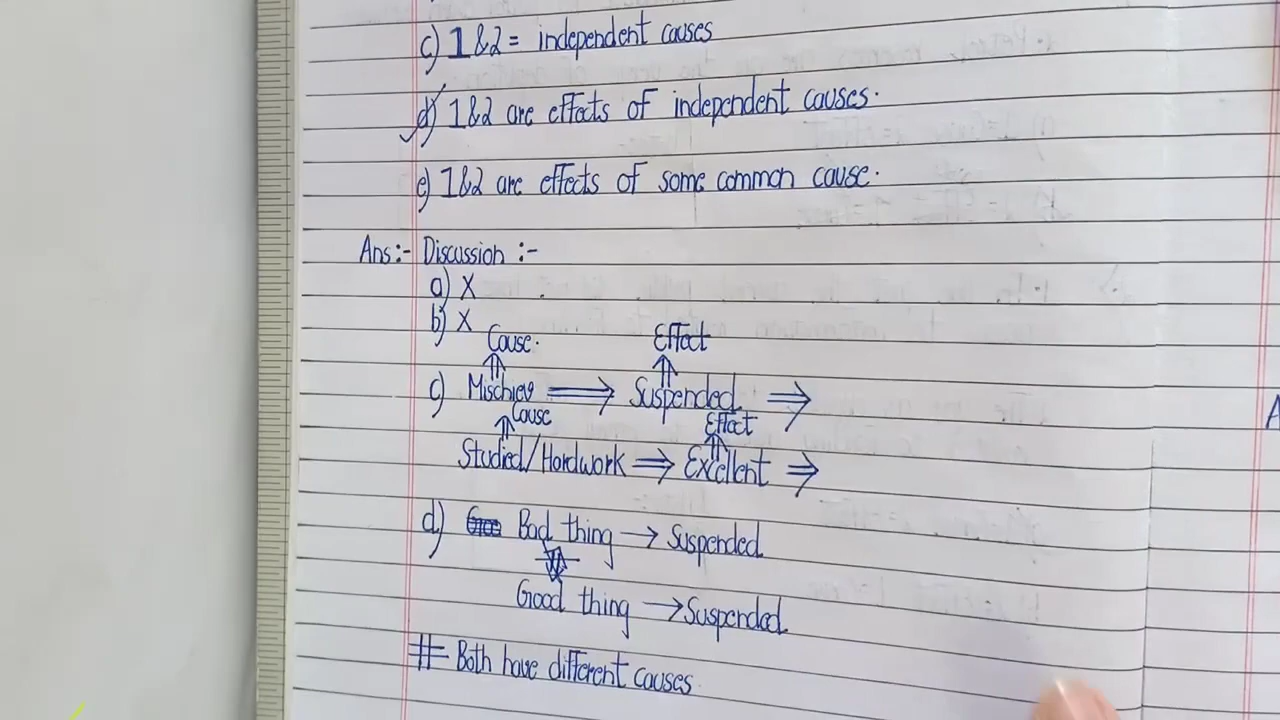 c) 1&2 = independent causes
d) 1&2 are effects of independent causes.
e) 1&2 are effects of some common cause.
Ans:- Discussion :-
a) X
b) X
Cause. Effect
c) Mischiev ⟹ Suspended ⟹
Cause Effect
Studied/Hardwork ⟹ Exellent ⟹
d) Bad thing → Suspended
Good thing → Suspended
# Both have different causes.